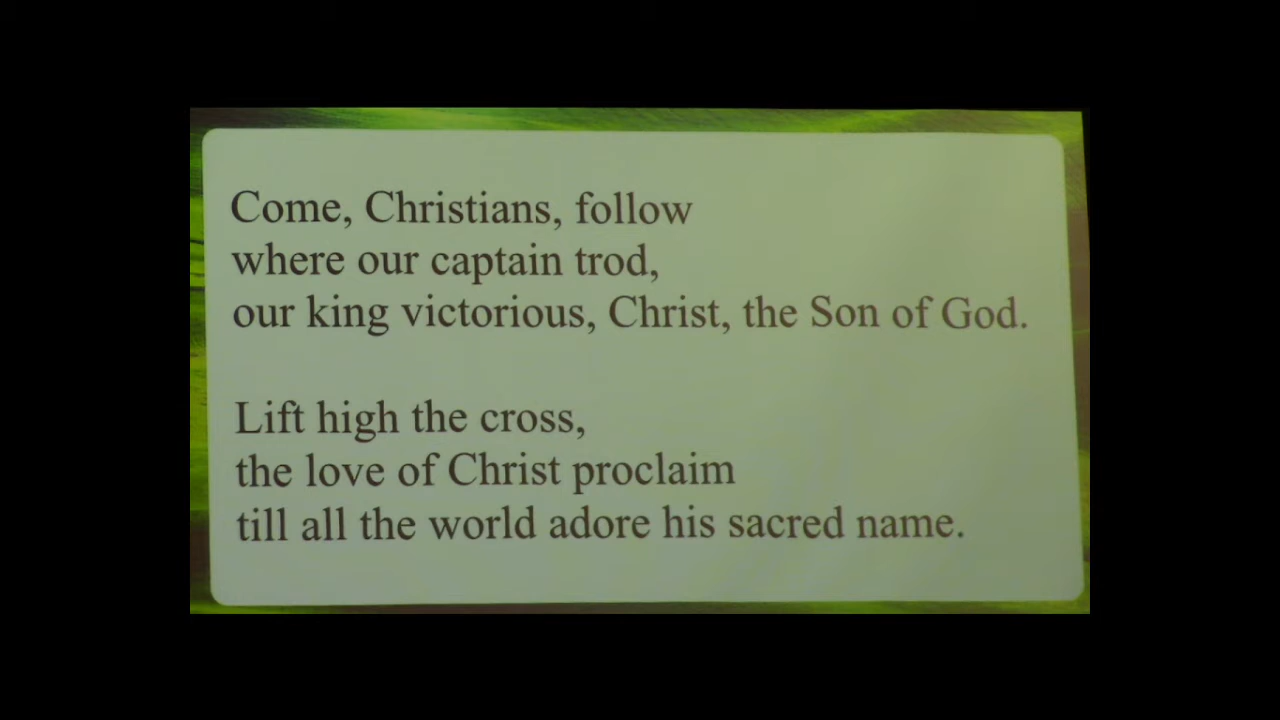 Come, Christians, follow
where our captain trod,
our king victorious, Christ, the Son of God.
Lift high the cross,
the love of Christ proclaim
till all the world adore his sacred name.